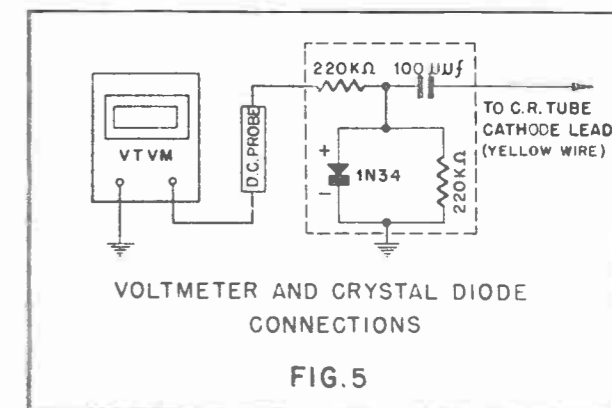 220KΩ
100 µµf
TO C.R. TUBE
CATHODE LEAD
(YELLOW WIRE)
VTVM
D.C. PROBE
+
1N34
-
220KΩ
VOLTMETER AND CRYSTAL DIODE
CONNECTIONS
FIG.5